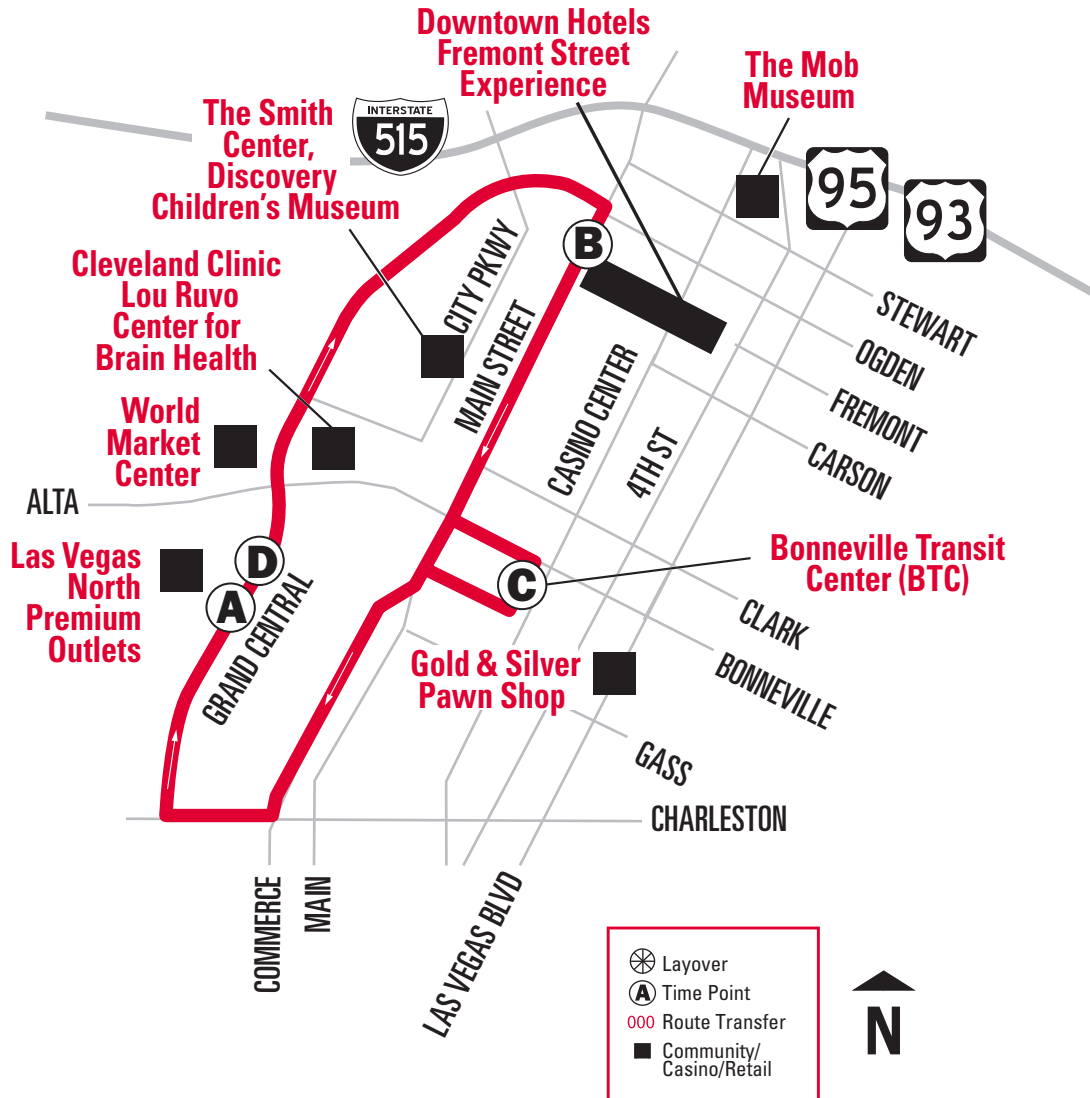 Downtown Hotels
Fremont Street
Experience
The Mob
Museum
The Smith
Center,
Discovery
Children's Museum
INTERSTATE
515
95
93
Cleveland Clinic
Lou Ruvo
Center for
Brain Health
CITY PKWY
B
MAIN STREET
STEWART
OGDEN
FREMONT
CARSON
CASINO CENTER
4TH ST
World
Market
Center
ALTA
Las Vegas
North
Premium
Outlets
D
A
GRAND CENTRAL
C
Bonneville Transit
Center (BTC)
CLARK
BONNEVILLE
Gold & Silver
Pawn Shop
GASS
CHARLESTON
COMMERCE
MAIN
LAS VEGAS BLVD
Layover
A Time Point
000 Route Transfer
Community/
Casino/Retail
N